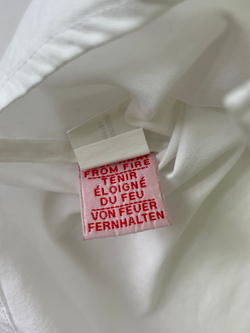 FROM FIRE
TENIR
ÉLOIGNÉ
DU FEU
VON FEUER
FERNHALTEN